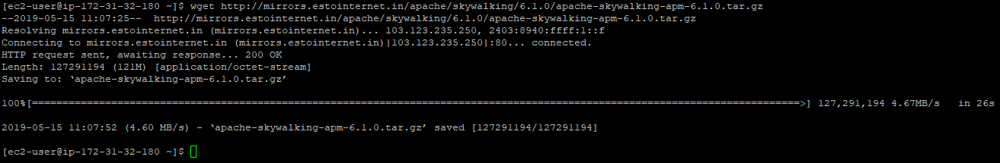 [ec2-user@ip-172-31-32-180 ~]$ wget http://mirrors.estointernet.in/apache/skywalking/6.1.0/apache-skywalking-apm-6.1.0.tar.gz
--2019-05-15 11:07:25--  http://mirrors.estointernet.in/apache/skywalking/6.1.0/apache-skywalking-apm-6.1.0.tar.gz
Resolving mirrors.estointernet.in (mirrors.estointernet.in)... 103.123.235.250, 2403:8940:ffff:1::f
Connecting to mirrors.estointernet.in (mirrors.estointernet.in)|103.123.235.250|:80... connected.
HTTP request sent, awaiting response... 200 OK
Length: 127291194 (121M) [application/octet-stream]
Saving to: ‘apache-skywalking-apm-6.1.0.tar.gz’
100%[==============================================================================================================================>] 127,291,194 4.67MB/s   in 26s
2019-05-15 11:07:52 (4.60 MB/s) - ‘apache-skywalking-apm-6.1.0.tar.gz’ saved [127291194/127291194]
[ec2-user@ip-172-31-32-180 ~]$